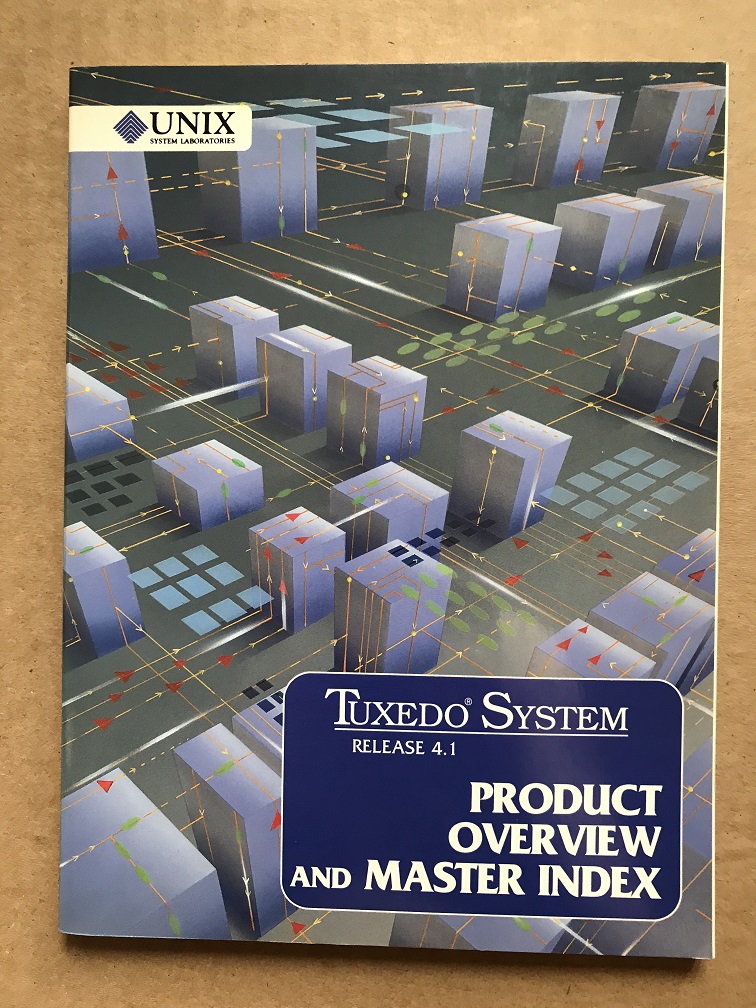 UNIX
SYSTEM LABORATORIES
TUXEDO® SYSTEM
RELEASE 4.1
PRODUCT
OVERVIEW
AND MASTER INDEX